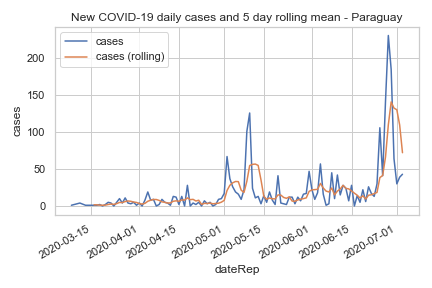 New COVID-19 daily cases and 5 day rolling mean - Paraguay
cases
cases (rolling)
200
150
100
50
0
cases
2020-03-15
2020-04-01
2020-04-15
2020-05-01
2020-05-15
2020-06-01
2020-06-15
2020-07-01
dateRep